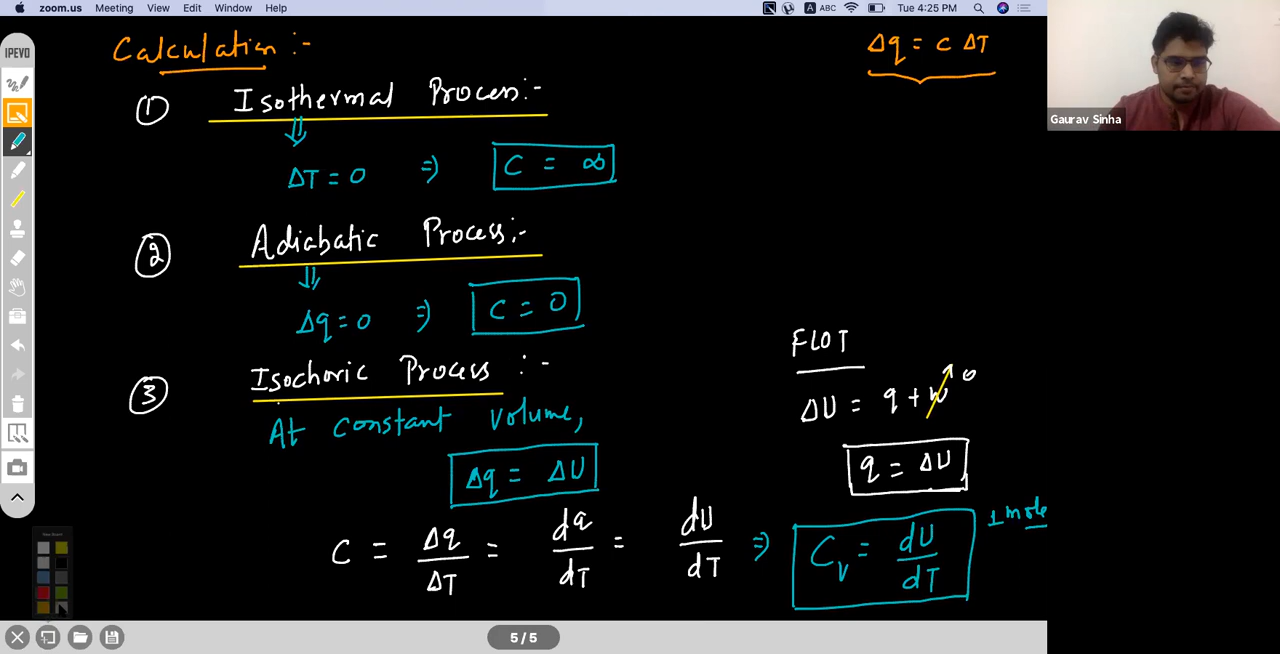 zoom.us Meeting View Edit Window Help
A ABC Tue 4:25 PM
IPEVO
Calculation :-
Δq = C ΔT
Gaurav Sinha
① Isothermal Process:-
⇓
ΔT = 0 ⇒ C = ∞
② Adiabatic Process:-
⇓
Δq = 0 ⇒ C = 0
FLOT
③ Isochoric Process :-
ΔU = q + w 0
At constant volume,
q = ΔU
Δq = ΔU
C = Δq/ΔT = dq/dT = dU/dT ⇒ Cv = dU/dT 1 mole
5 / 5